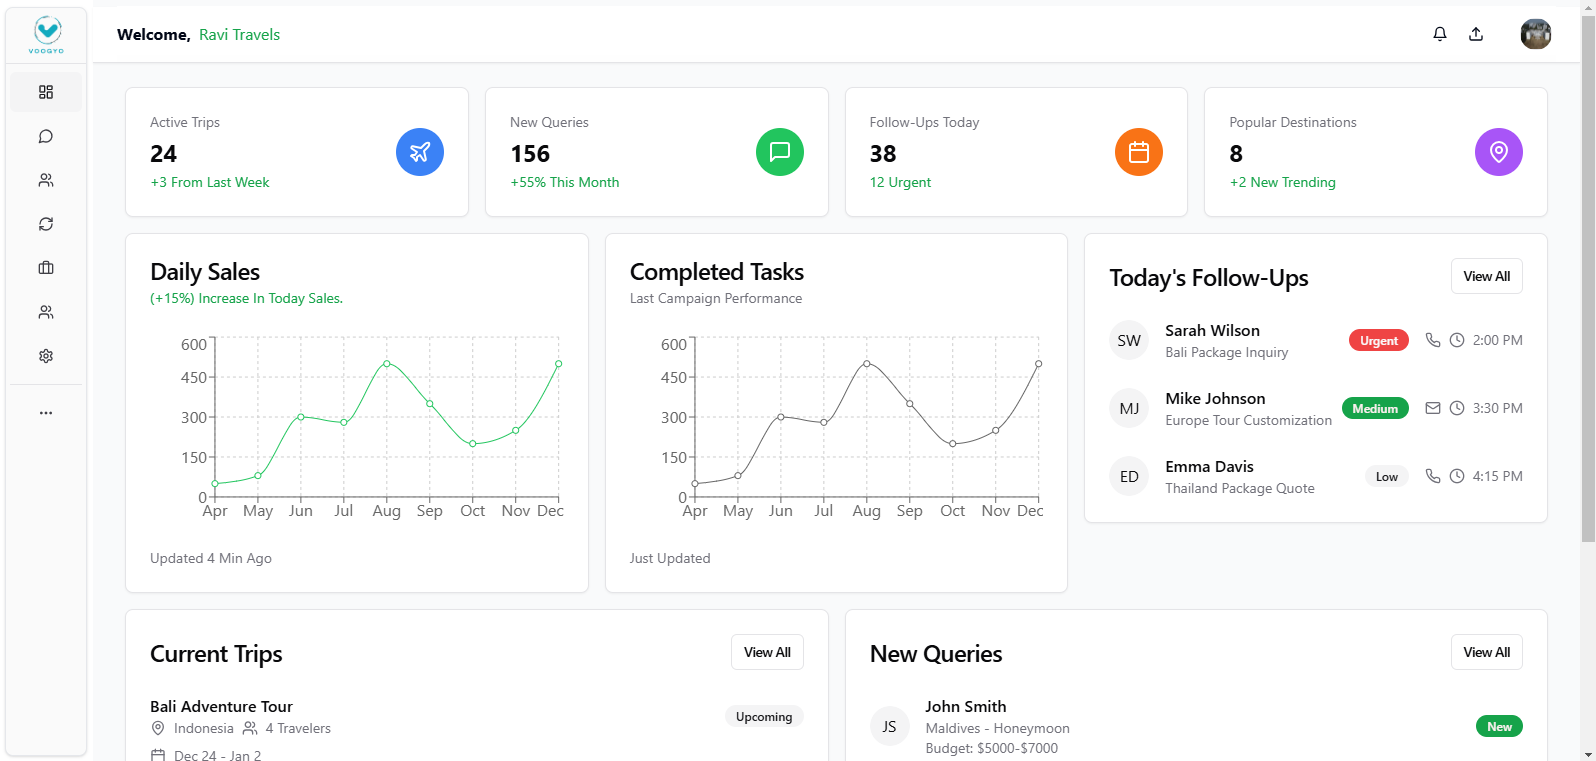 VOOGYO
Welcome, Ravi Travels
Active Trips
24
+3 From Last Week
New Queries
156
+55% This Month
Follow-Ups Today
38
12 Urgent
Popular Destinations
8
+2 New Trending
Daily Sales
(+15%) Increase In Today Sales.
600
450
300
150
0
Apr May Jun Jul Aug Sep Oct Nov Dec
Updated 4 Min Ago
Completed Tasks
Last Campaign Performance
600
450
300
150
0
Apr May Jun Jul Aug Sep Oct Nov Dec
Just Updated
Today's Follow-Ups
View All
SW
Sarah Wilson
Bali Package Inquiry
Urgent
2:00 PM
MJ
Mike Johnson
Europe Tour Customization
Medium
3:30 PM
ED
Emma Davis
Thailand Package Quote
Low
4:15 PM
Current Trips
View All
Bali Adventure Tour
Indonesia 4 Travelers
Dec 24 - Jan 2
Upcoming
New Queries
View All
JS
John Smith
Maldives - Honeymoon
Budget: $5000-$7000
New